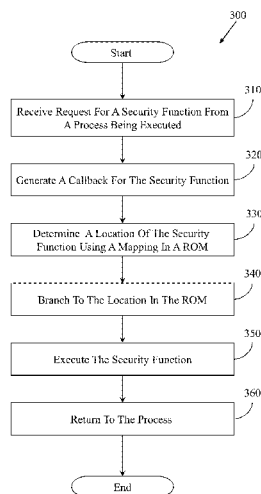 300
Start
310
Receive Request For A Security Function From
A Process Being Executed
320
Generate A Callback For The Security Function
330
Determine A Location Of The Security
Function Using A Mapping In A ROM
340
Branch To The Location In The ROM
350
Execute The Security Function
360
Return To The Process
End